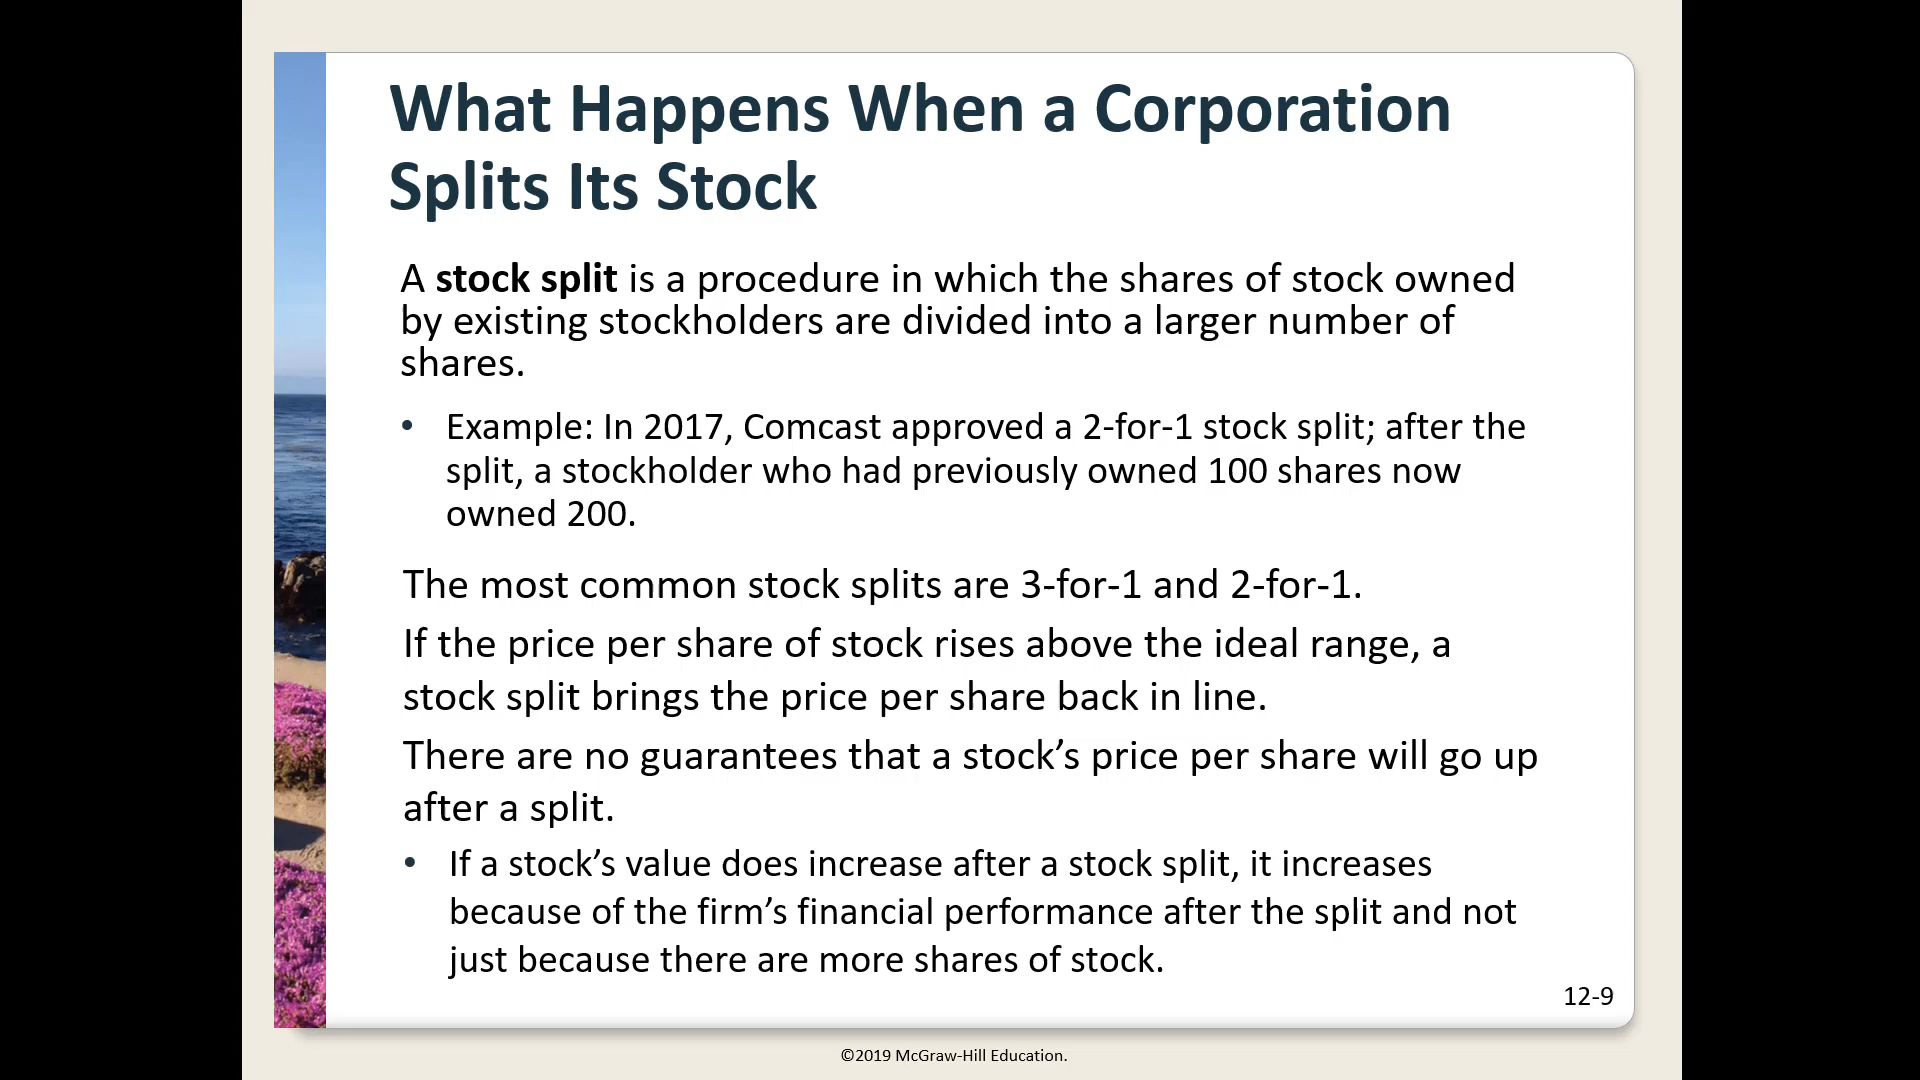 What Happens When a Corporation
Splits Its Stock
A stock split is a procedure in which the shares of stock owned
by existing stockholders are divided into a larger number of
shares.
• Example: In 2017, Comcast approved a 2-for-1 stock split; after the
split, a stockholder who had previously owned 100 shares now
owned 200.
The most common stock splits are 3-for-1 and 2-for-1.
If the price per share of stock rises above the ideal range, a
stock split brings the price per share back in line.
There are no guarantees that a stock’s price per share will go up
after a split.
• If a stock’s value does increase after a stock split, it increases
because of the firm’s financial performance after the split and not
just because there are more shares of stock.
12-9
©2019 McGraw-Hill Education.